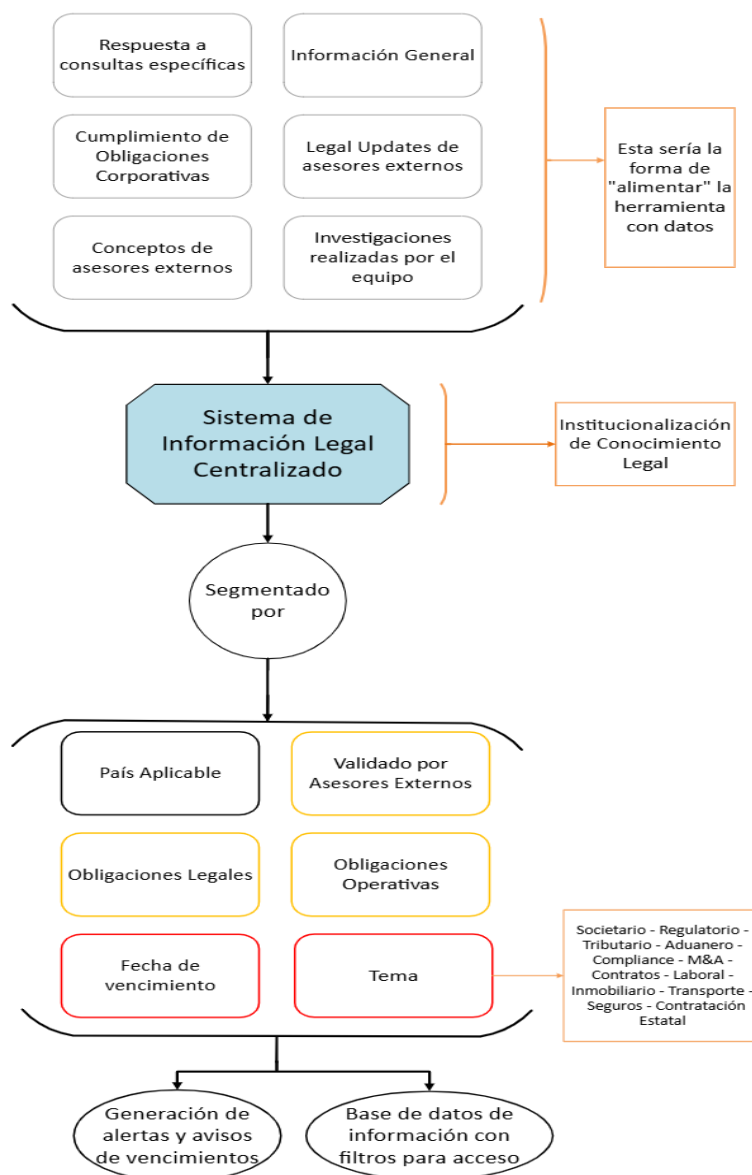 Respuesta a
consultas específicas
Información General
Cumplimiento de
Obligaciones
Corporativas
Legal Updates de
asesores externos
Conceptos de
asesores externos
Investigaciones
realizadas por el
equipo
Esta sería la
forma de
"alimentar" la
herramienta
con datos
Sistema de
Información Legal
Centralizado
Institucionalización
de Conocimiento
Legal
Segmentado
por
País Aplicable
Validado por
Asesores Externos
Obligaciones Legales
Obligaciones
Operativas
Fecha de
vencimiento
Tema
Societario - Regulatorio -
Tributario - Aduanero -
Compliance - M&A -
Contratos - Laboral -
Inmobiliario - Transporte -
Seguros - Contratación
Estatal
Generación de
alertas y avisos
de vencimientos
Base de datos de
información con
filtros para acceso